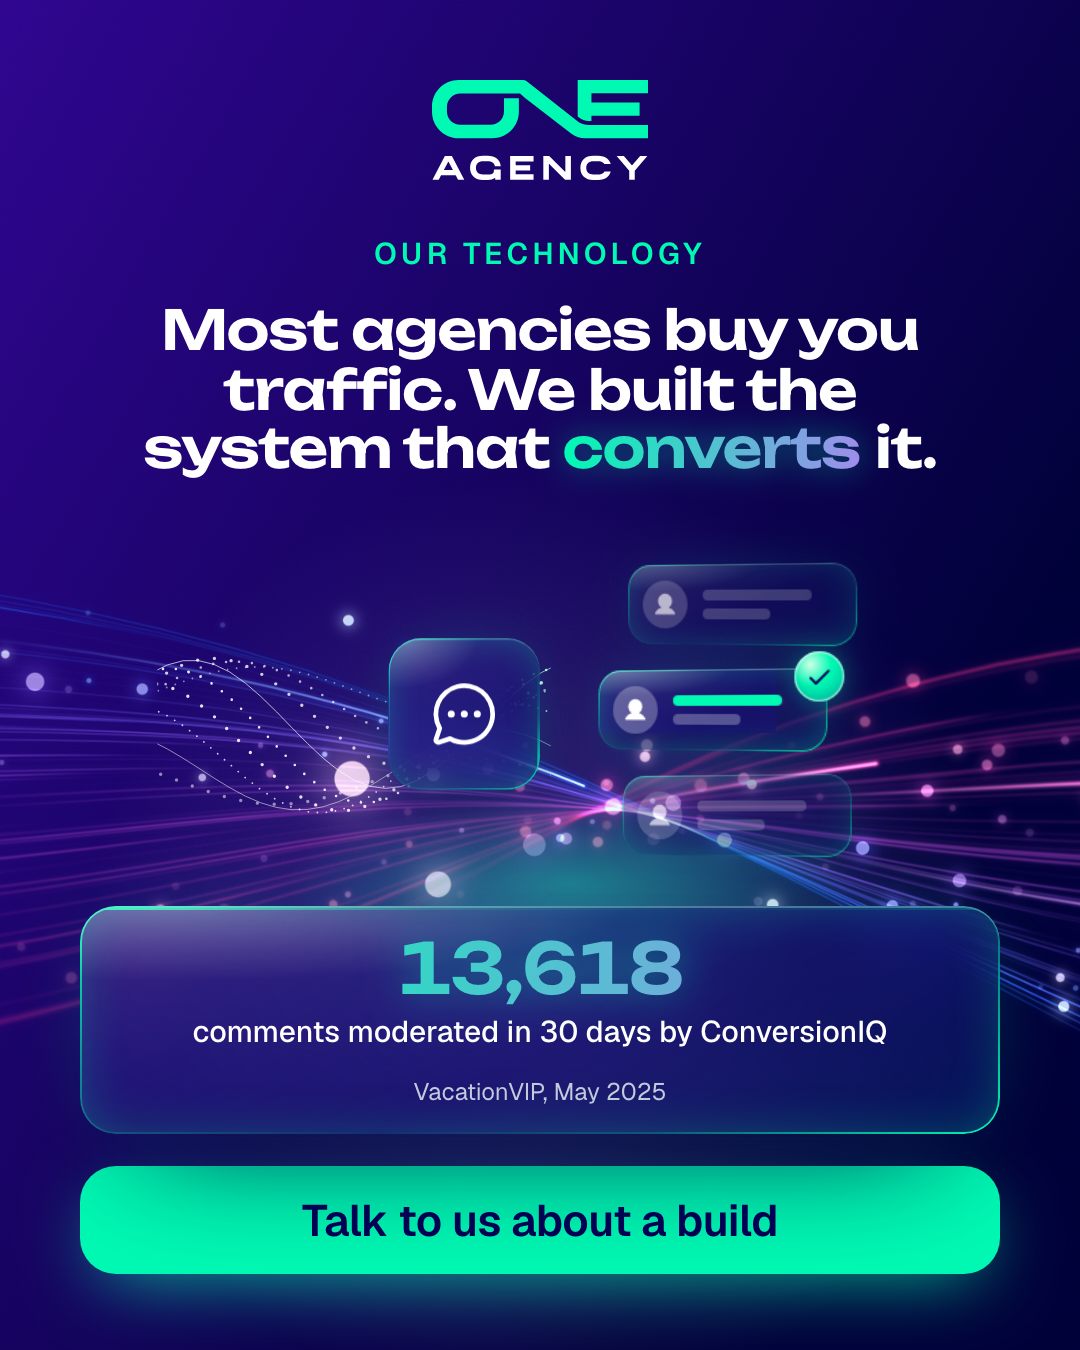 ONE
AGENCY
OUR TECHNOLOGY
Most agencies buy you
traffic. We built the
system that converts it.
13,618
comments moderated in 30 days by ConversionIQ
VacationVIP, May 2025
Talk to us about a build